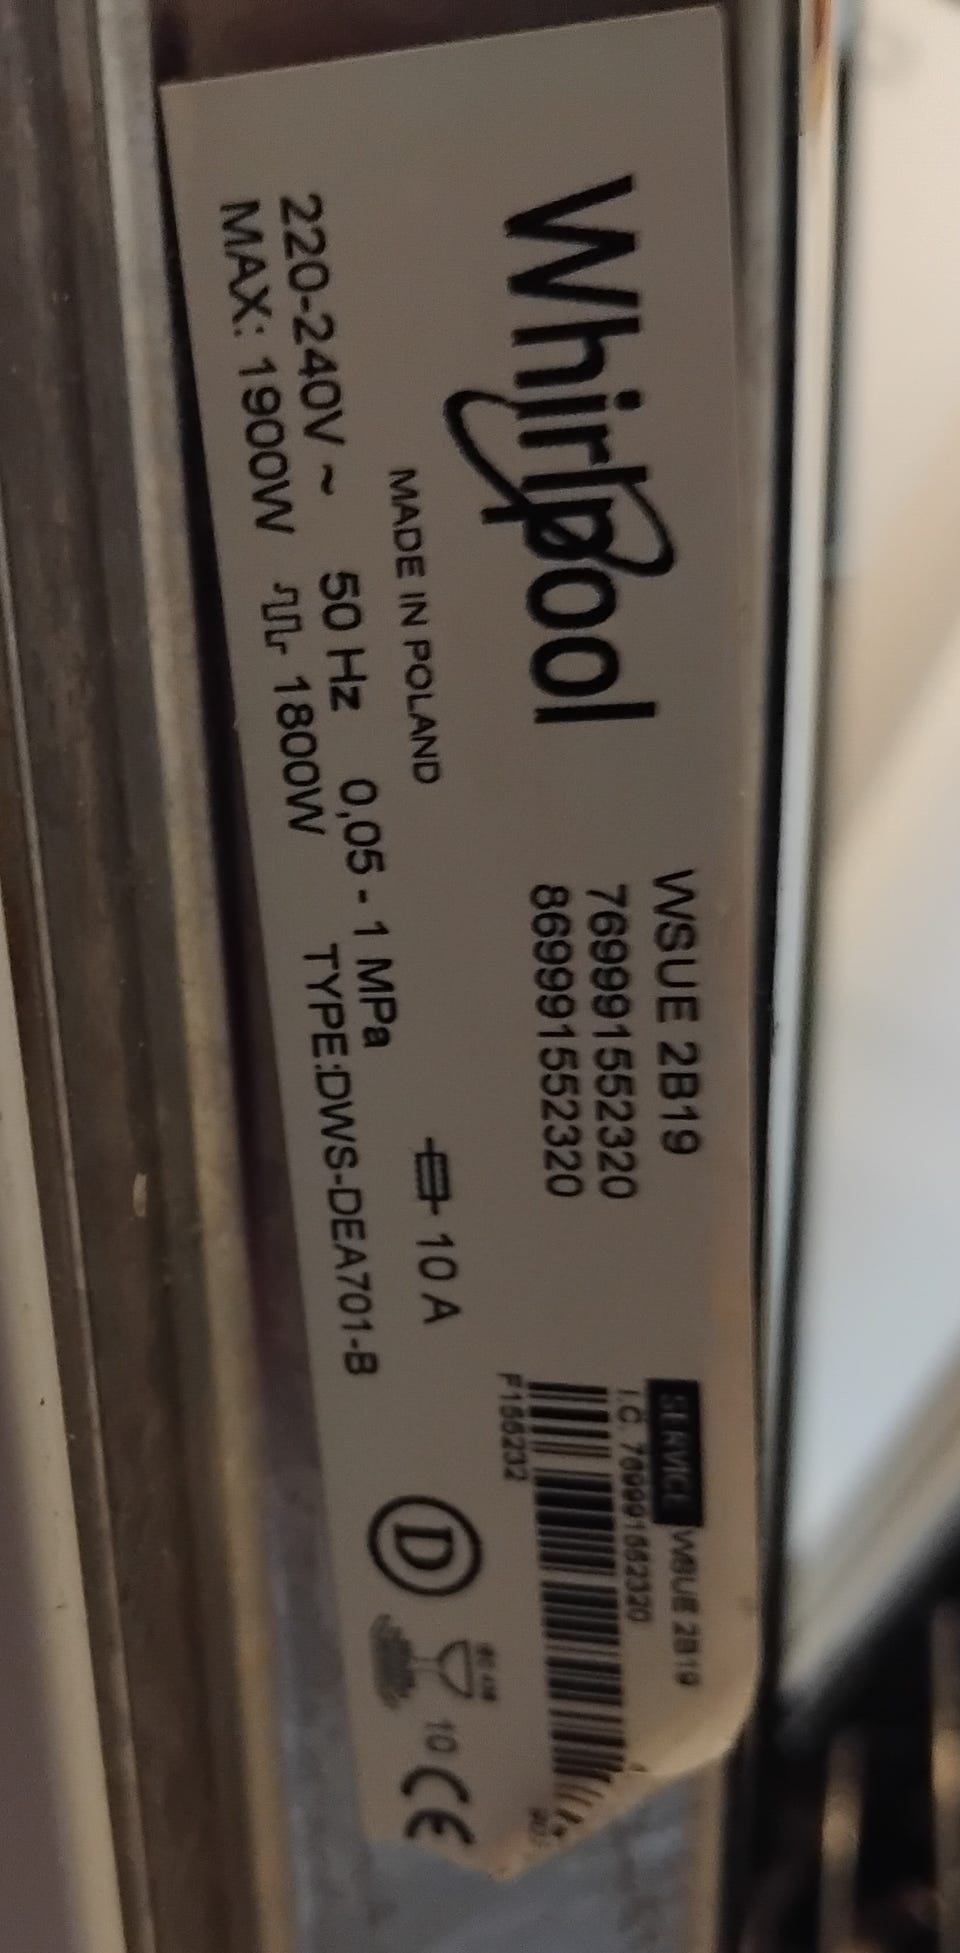 Whirlpool
WSUE 2B19
769991552320
869991552320
SERVICE WSUE 2B19
I.C. 769991552320
F155232
MADE IN POLAND
10 A
220-240V ~ 50 Hz 0,05 - 1 MPa
MAX: 1900W 1800W TYPE:DWS-DEA701-B
D
10
CE